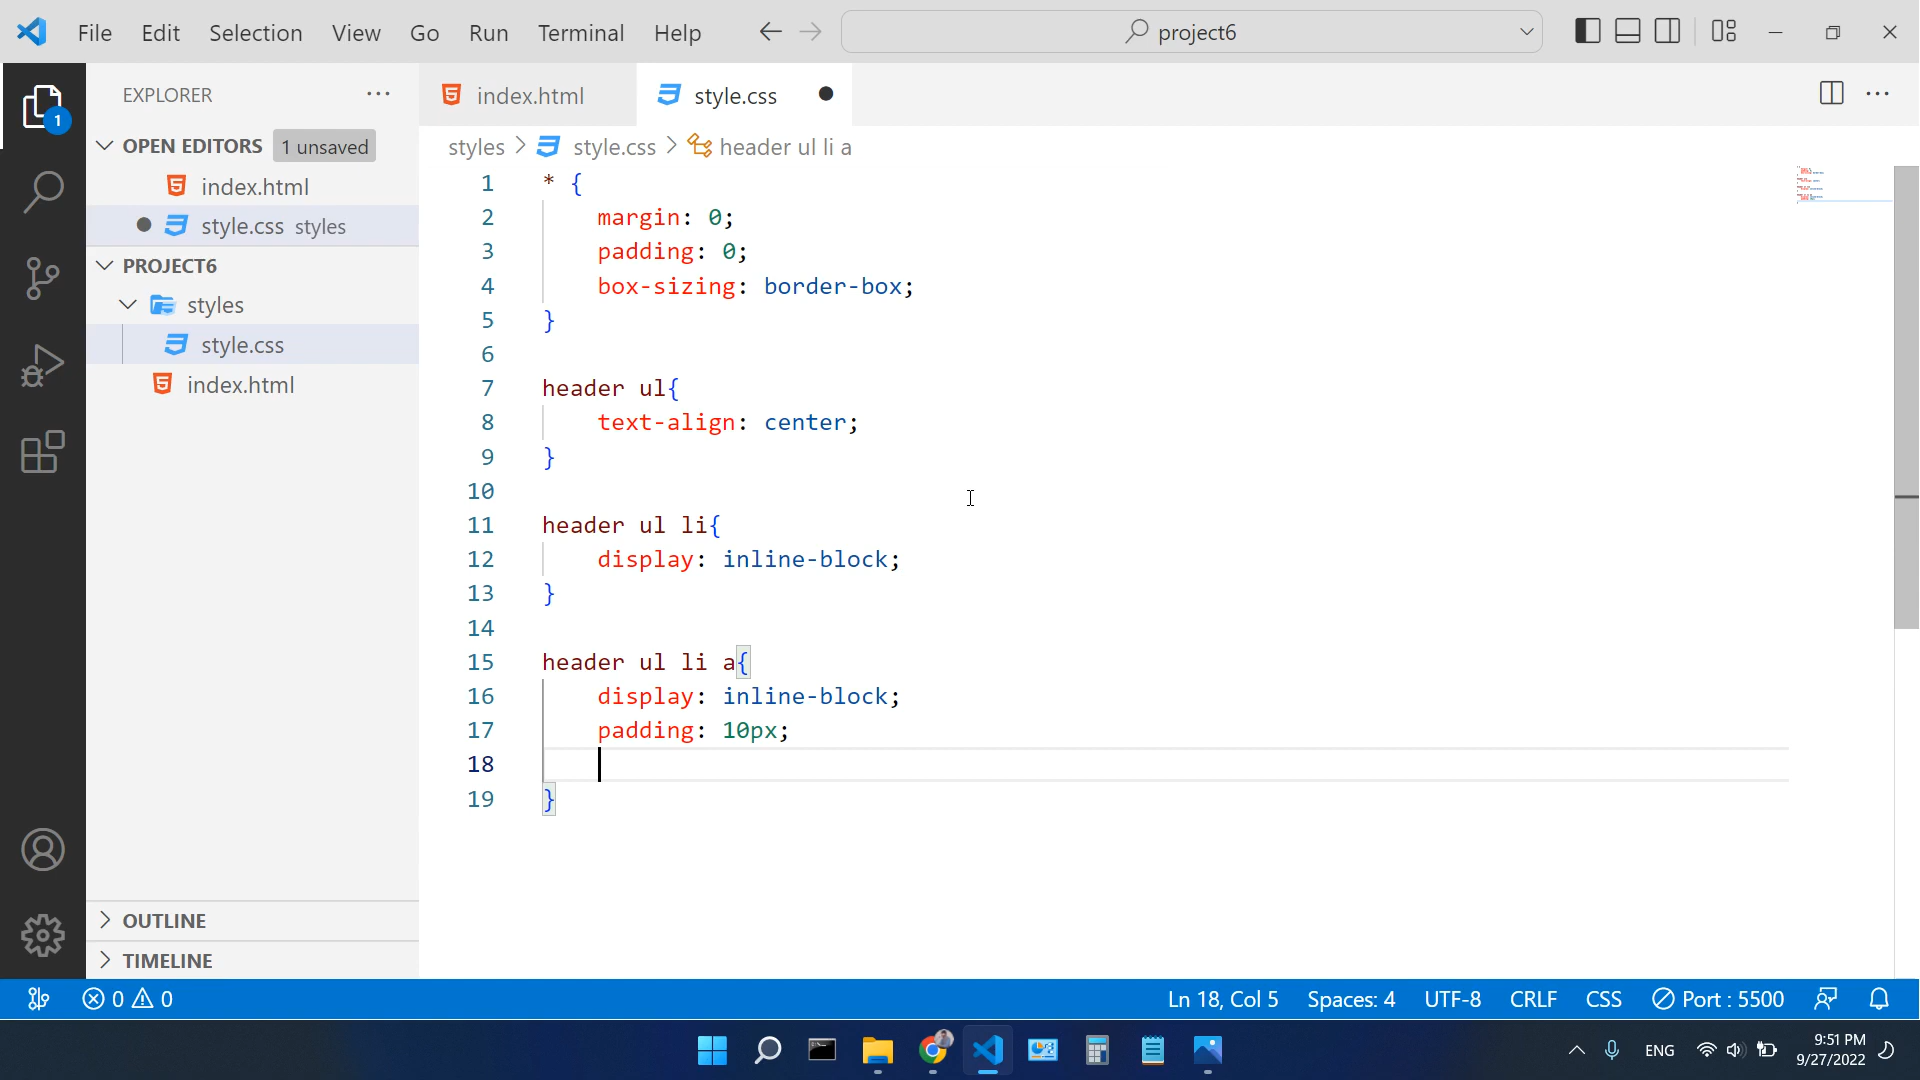 File Edit Selection View Go Run Terminal Help project6
EXPLORER
OPEN EDITORS 1 unsaved
index.html
style.css styles
PROJECT6
styles
style.css
index.html
OUTLINE
TIMELINE
index.html style.css
styles > style.css > header ul li a
1 * {
2 margin: 0;
3 padding: 0;
4 box-sizing: border-box;
5 }
6
7 header ul{
8 text-align: center;
9 }
10
11 header ul li{
12 display: inline-block;
13 }
14
15 header ul li a{
16 display: inline-block;
17 padding: 10px;
18
19 }
1
0 0 Ln 18, Col 5 Spaces: 4 UTF-8 CRLF CSS Port : 5500
ENG 9:51 PM
9/27/2022